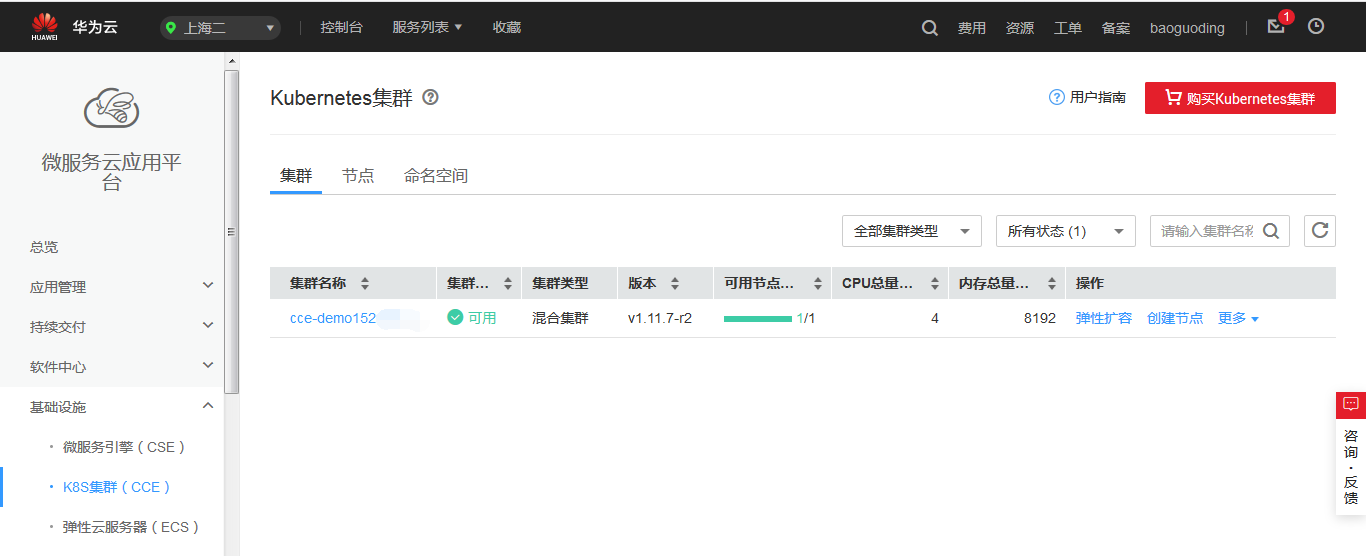 HUAWEI 华为云 上海二 控制台 服务列表 收藏 费用 资源 工单 备案 baoguoding 1
微服务云应用平
台
总览
应用管理
持续交付
软件中心
基础设施
微服务引擎（CSE）
K8S集群（CCE）
弹性云服务器（ECS）
Kubernetes集群 用户指南 购买Kubernetes集群
集群 节点 命名空间
全部集群类型 所有状态 (1) 请输入集群名称
集群名称 集群... 集群类型 版本 可用节点... CPU总量... 内存总量... 操作
cce-demo152 可用 混合集群 v1.11.7-r2 1/1 4 8192 弹性扩容 创建节点 更多
咨询·反馈